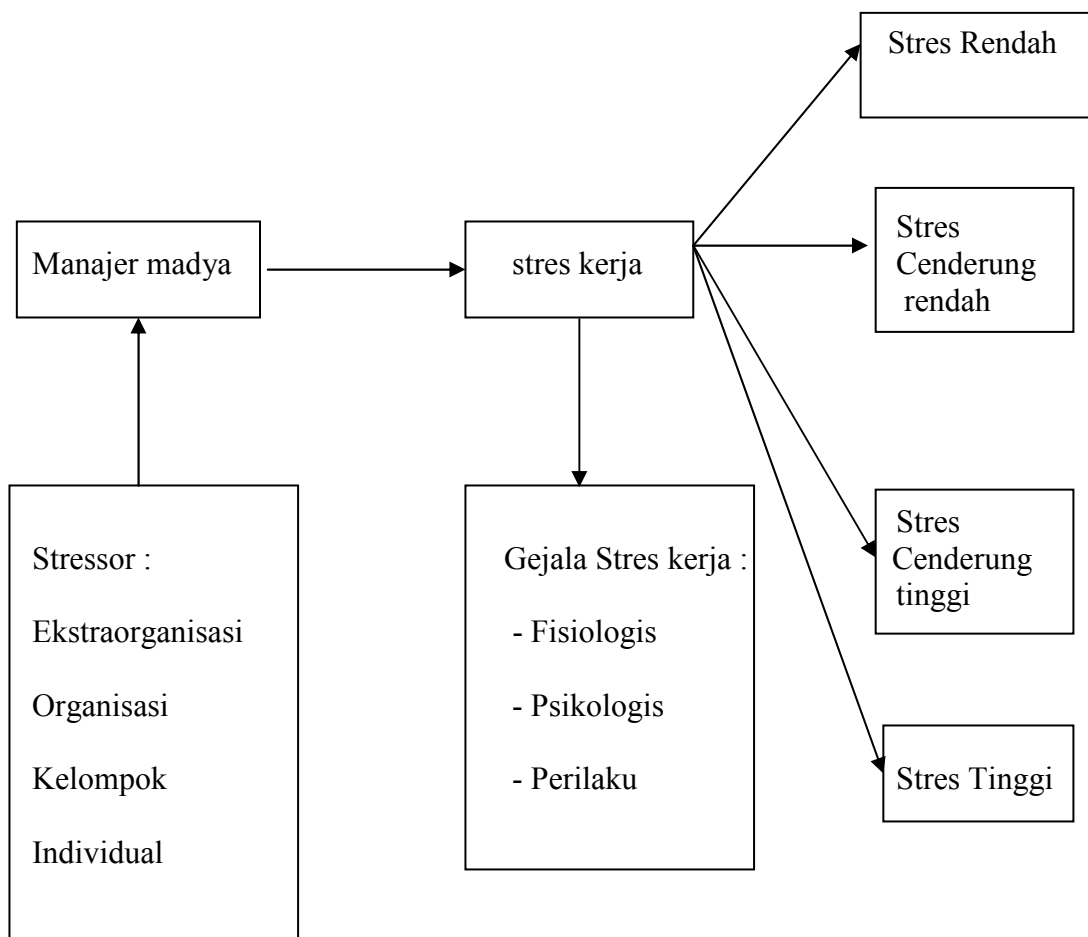 Stres Rendah
Manajer madya
stres kerja
Stres
Cenderung
rendah
Stressor :
Ekstraorganisasi
Organisasi
Kelompok
Individual
Gejala Stres kerja :
- Fisiologis
- Psikologis
- Perilaku
Stres
Cenderung
tinggi
Stres Tinggi